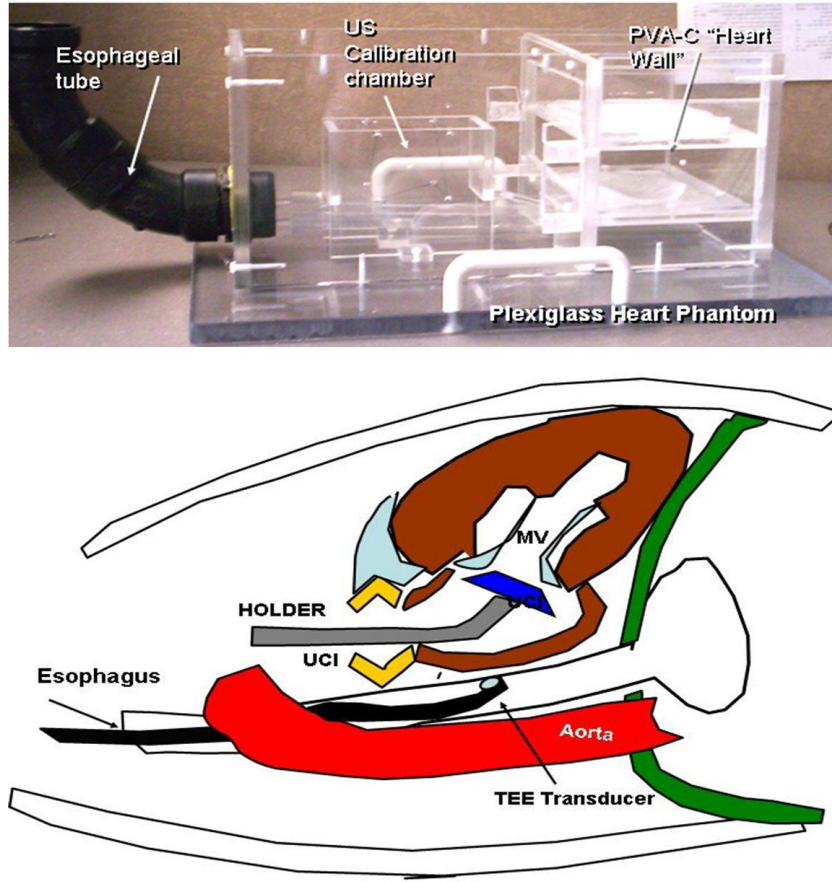 Esophageal
tube
US
Calibration
chamber
PVA-C "Heart
Wall"
Plexiglass Heart Phantom
MV
UCI
HOLDER
UCI
Esophagus
Aorta
TEE Transducer